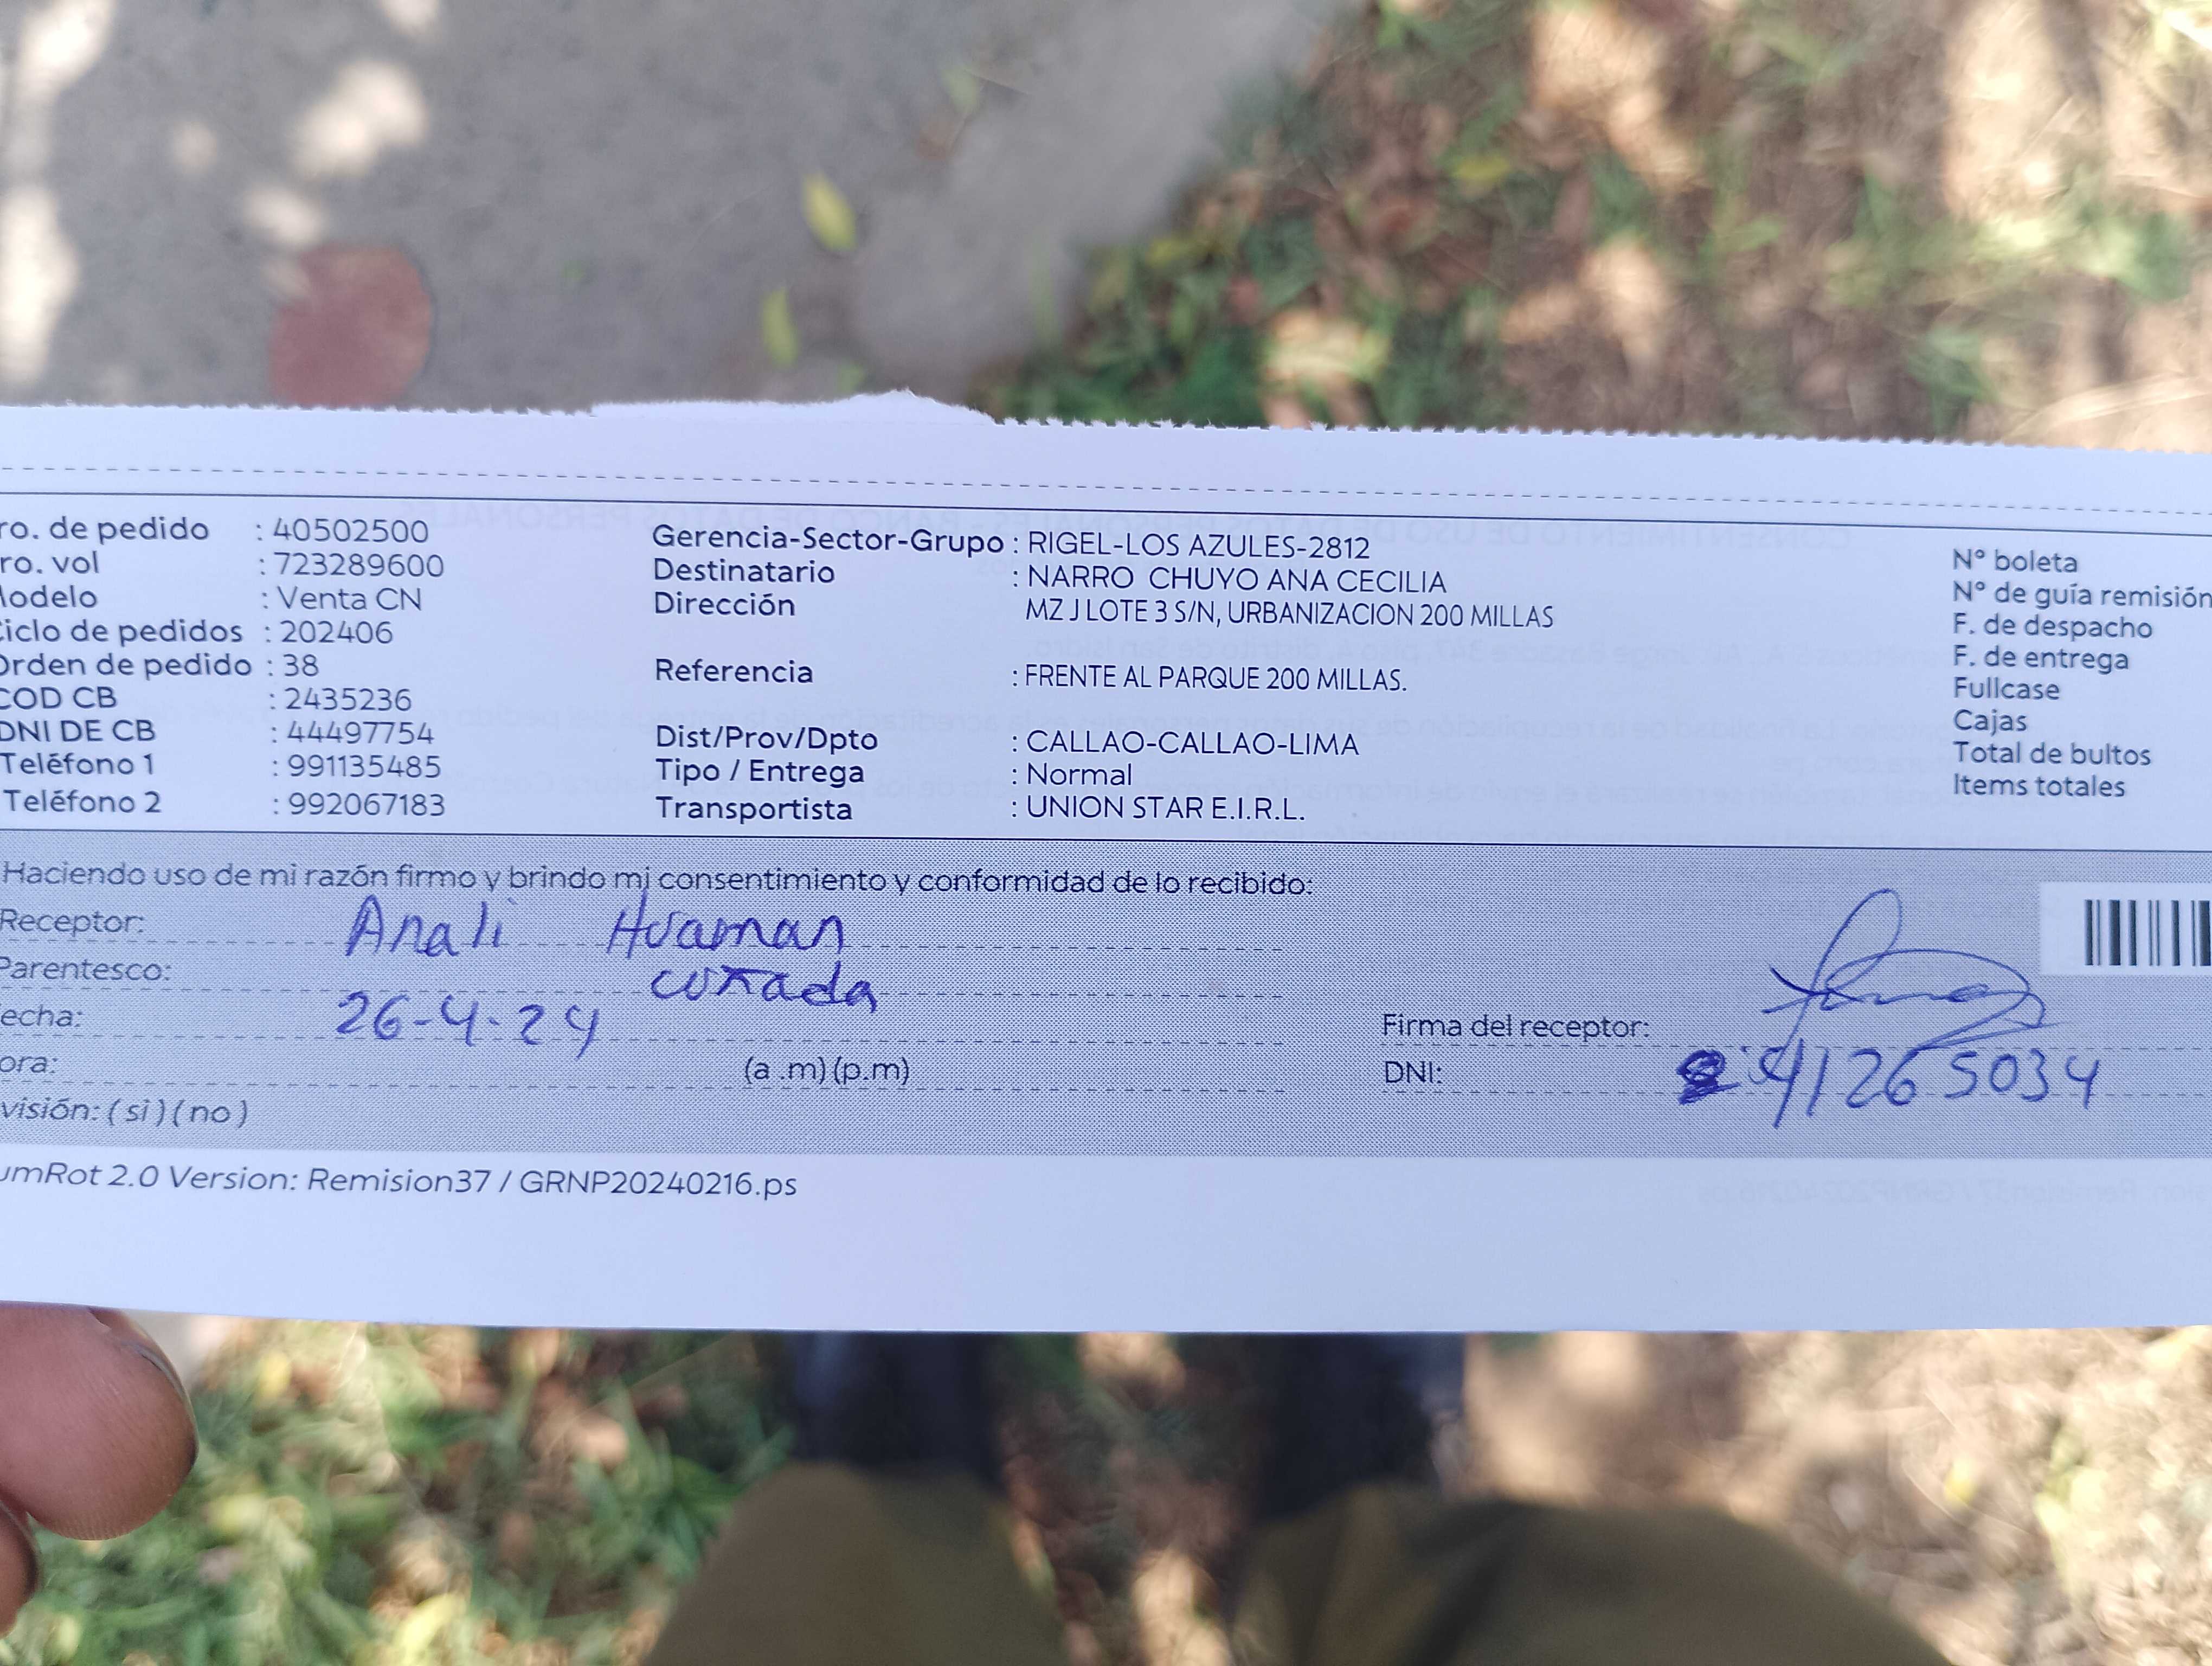 ro. de pedido : 40502500
ro. vol : 723289600
lodelo : Venta CN
iclo de pedidos : 202406
Orden de pedido : 38
COD CB : 2435236
DNI DE CB : 44497754
Teléfono 1 : 991135485
Teléfono 2 : 992067183
Gerencia-Sector-Grupo : RIGEL-LOS AZULES-2812
Destinatario : NARRO CHUYO ANA CECILIA
Dirección MZ J LOTE 3 S/N, URBANIZACION 200 MILLAS
Referencia : FRENTE AL PARQUE 200 MILLAS.
Dist/Prov/Dpto : CALLAO-CALLAO-LIMA
Tipo / Entrega : Normal
Transportista : UNION STAR E.I.R.L.
N° boleta
N° de guía remisión
F. de despacho
F. de entrega
Fullcase
Cajas
Total de bultos
Items totales
Haciendo uso de mi razón firmo y brindo mi consentimiento y conformidad de lo recibido:
Receptor: Anali Huaman
Parentesco: cuñada
echa: 26-4-24
ora: (a .m) (p.m)
visión: ( sì ) ( no )
Firma del receptor:
DNI: 41265034
umRot 2.0 Version: Remision37 / GRNP20240216.ps